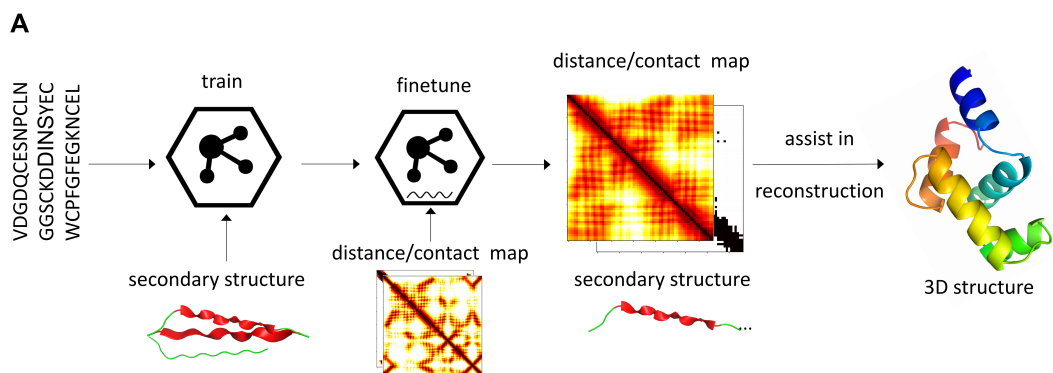 A
VDGDQCESNPCLN
GGSCKDDINSYEC
WCPFGFEGKNCEL
train
secondary structure
finetune
distance/contact map
distance/contact map
secondary structure
...
assist in
reconstruction
3D structure